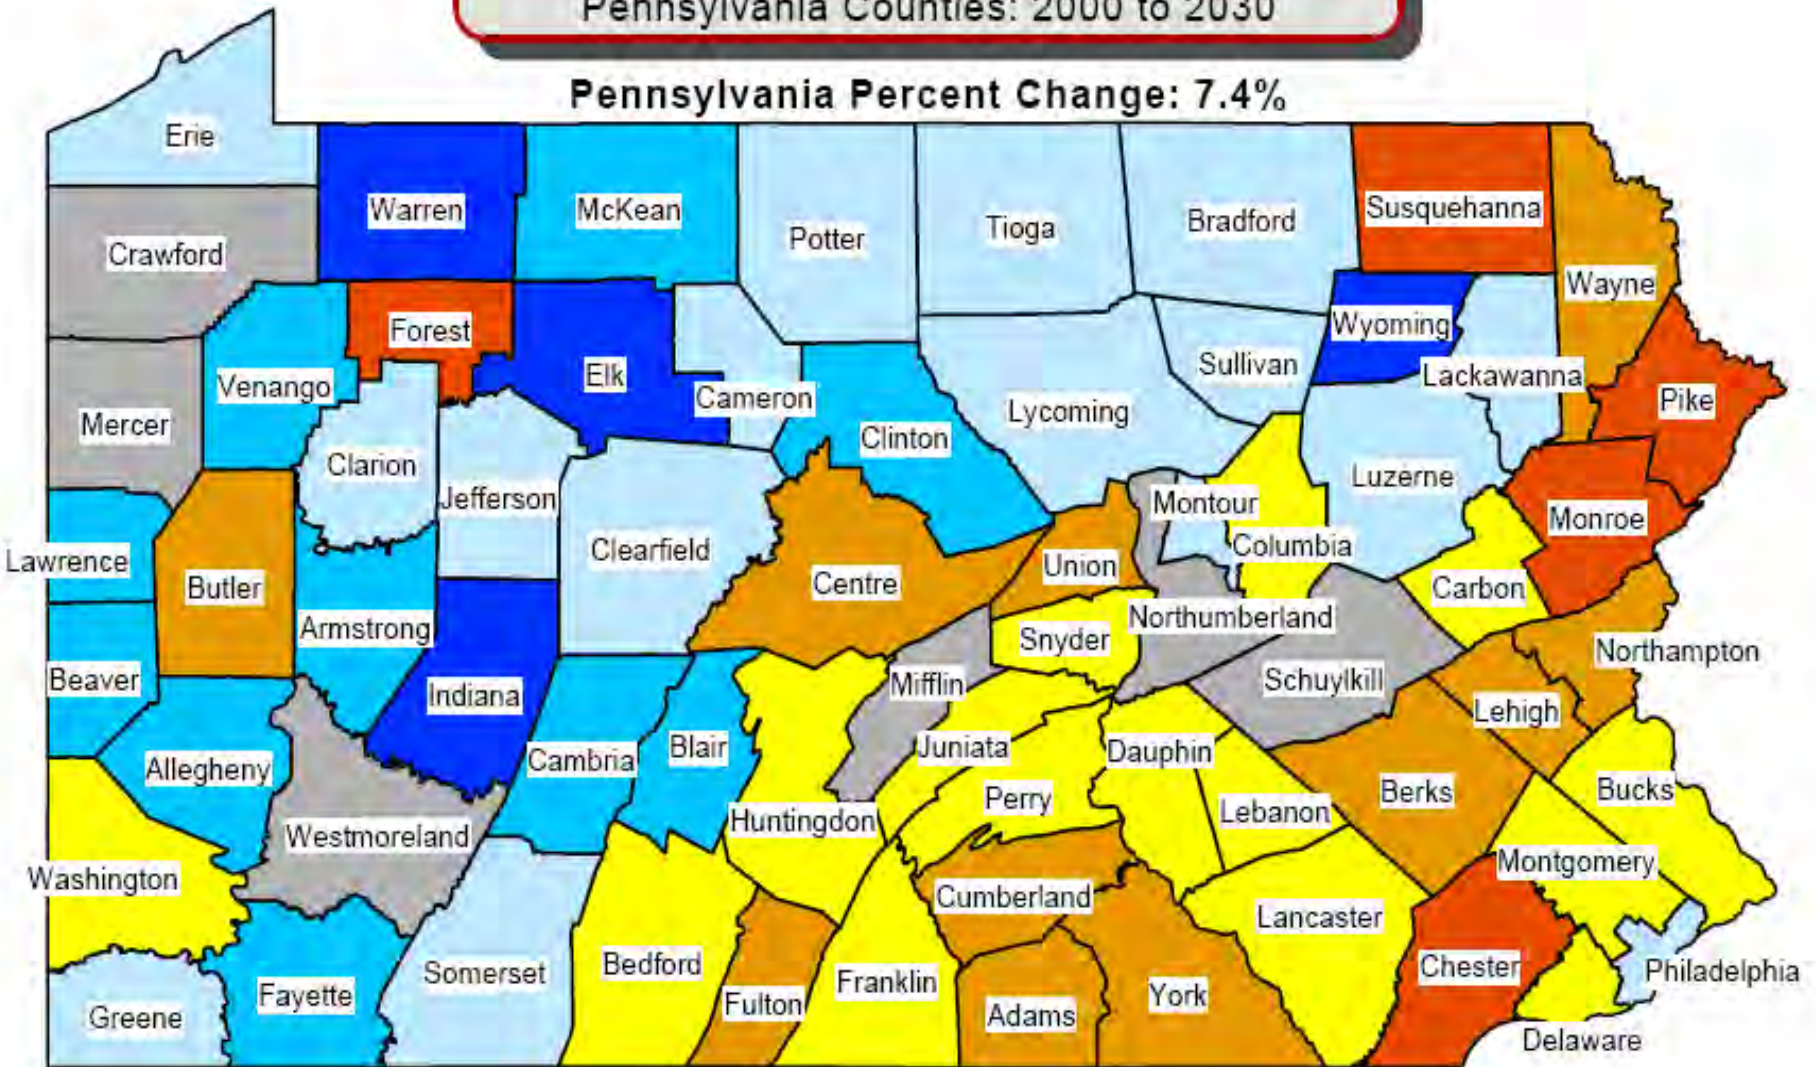 Pennsylvania Counties: 2000 to 2030
Pennsylvania Percent Change: 7.4%
Erie
Warren
McKean
Potter
Tioga
Bradford
Susquehanna
Wayne
Crawford
Forest
Elk
Cameron
Wyoming
Lackawanna
Sullivan
Pike
Mercer
Venango
Clarion
Jefferson
Clinton
Lycoming
Luzerne
Monroe
Lawrence
Butler
Armstrong
Clearfield
Centre
Union
Montour
Columbia
Carbon
Snyder
Northumberland
Northampton
Beaver
Indiana
Mifflin
Schuylkill
Lehigh
Allegheny
Cambria
Blair
Juniata
Dauphin
Berks
Bucks
Westmoreland
Huntingdon
Perry
Lebanon
Washington
Cumberland
Lancaster
Montgomery
Greene
Fayette
Somerset
Bedford
Fulton
Franklin
Adams
York
Chester
Philadelphia
Delaware